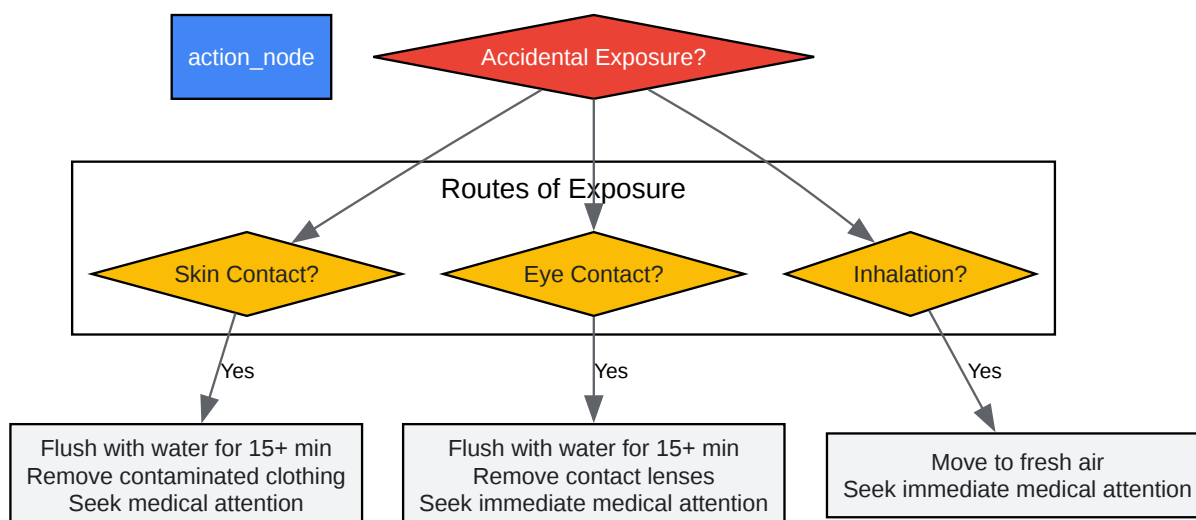 action_node
Accidental Exposure?
Routes of Exposure
Skin Contact?
Eye Contact?
Inhalation?
Yes
Yes
Yes
Flush with water for 15+ min
Remove contaminated clothing
Seek medical attention
Flush with water for 15+ min
Remove contact lenses
Seek immediate medical attention
Move to fresh air
Seek immediate medical attention